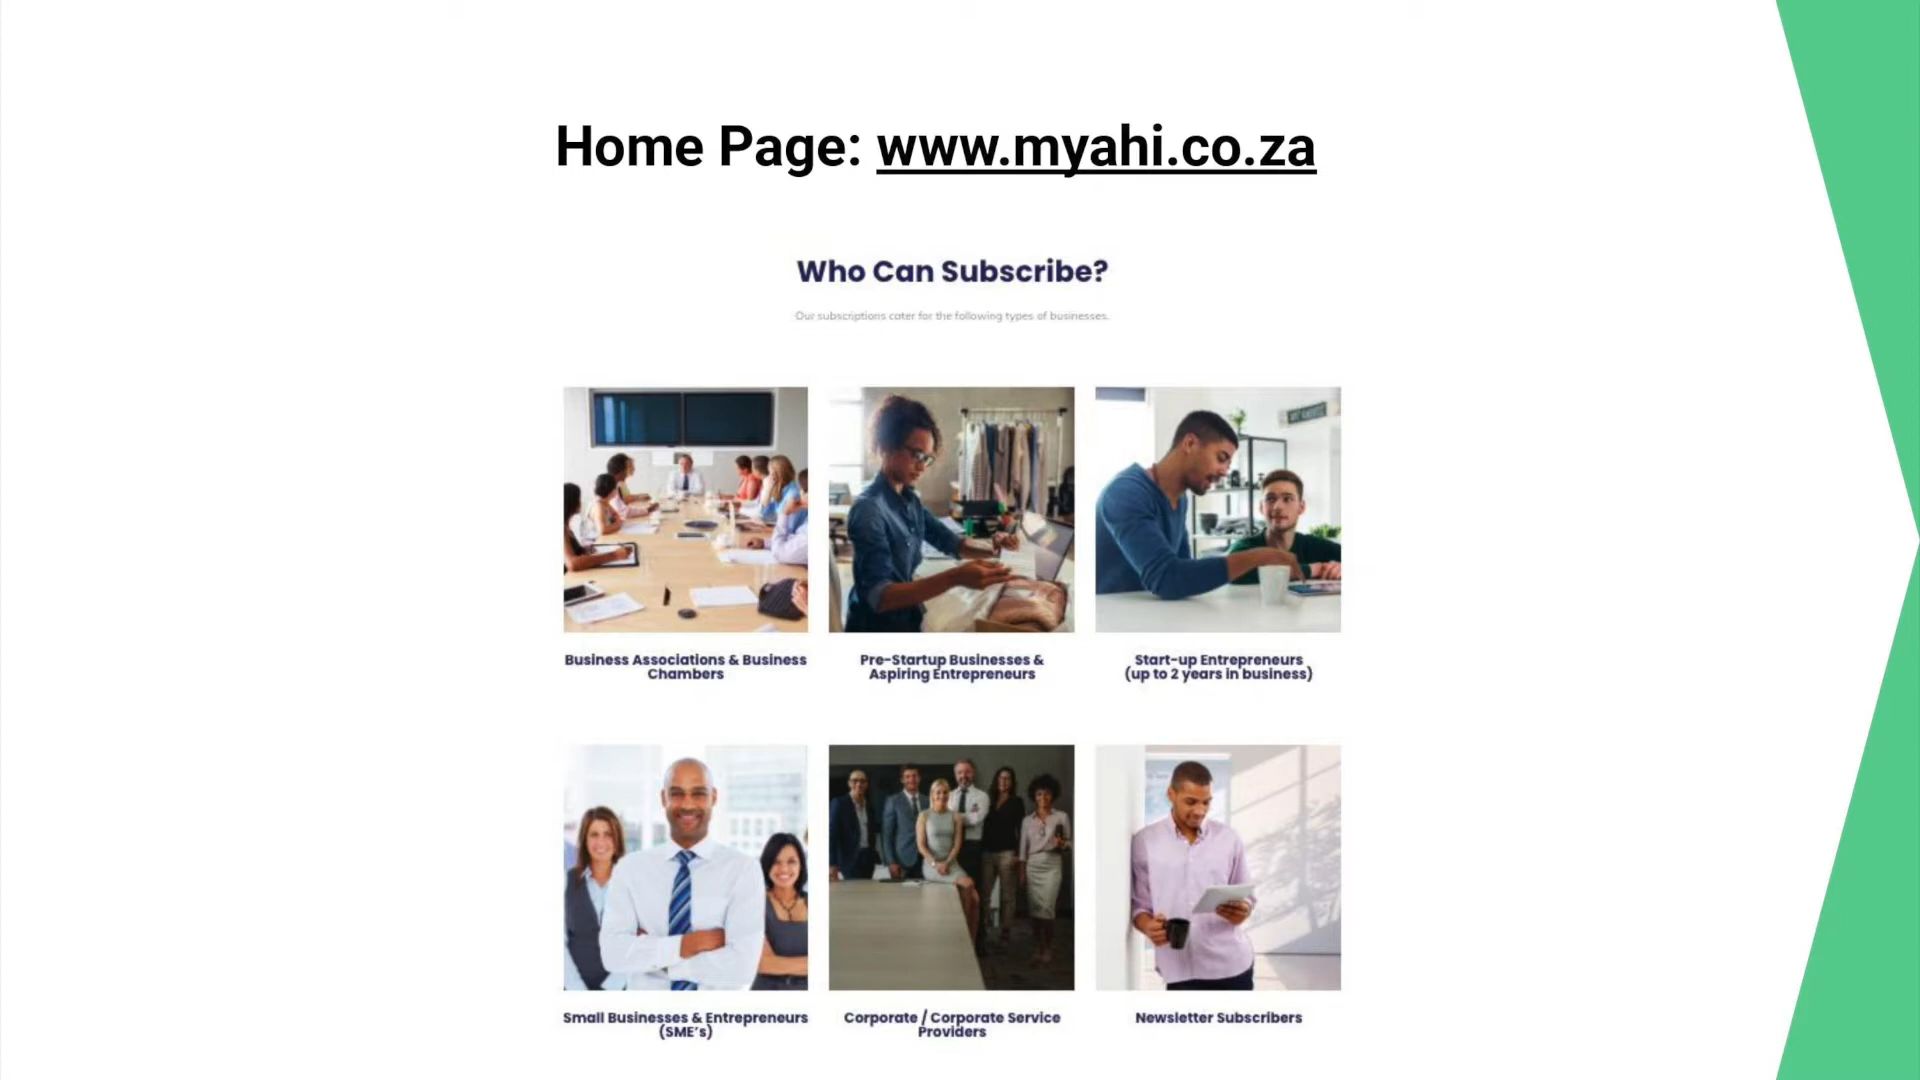 Home Page: www.myahi.co.za
Who Can Subscribe?
Our subscriptions cater for the following types of businesses.
Business Associations & Business
Chambers
Pre-Startup Businesses &
Aspiring Entrepreneurs
Start-up Entrepreneurs
(up to 2 years in business)
Small Businesses & Entrepreneurs
(SME's)
Corporate / Corporate Service
Providers
Newsletter Subscribers